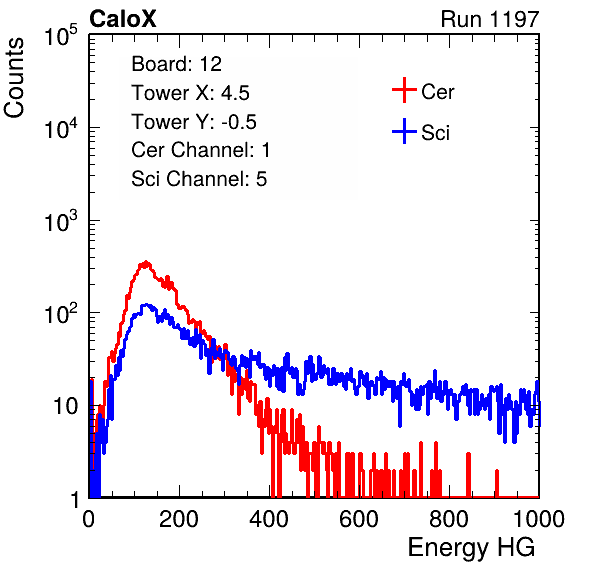 CaloX Run 1197
Counts
10^5
10^4
10^3
10^2
10
1
Board: 12
Tower X: 4.5
Tower Y: -0.5
Cer Channel: 1
Sci Channel: 5
Cer
Sci
0 200 400 600 800 1000
Energy HG